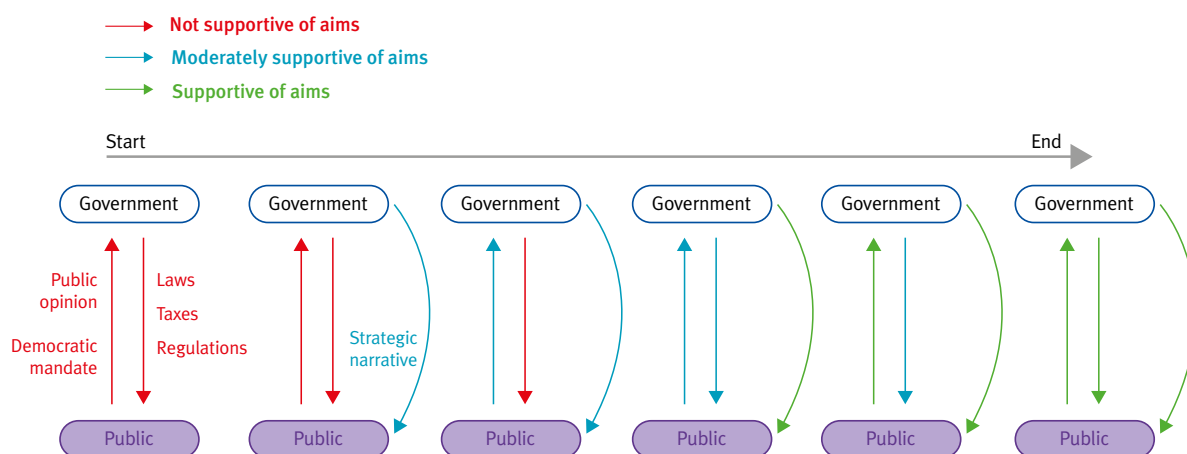 Not supportive of aims
Moderately supportive of aims
Supportive of aims
Start
End
Government
Government
Government
Government
Government
Government
Public
opinion
Democratic
mandate
Laws
Taxes
Regulations
Strategic
narrative
Public
Public
Public
Public
Public
Public